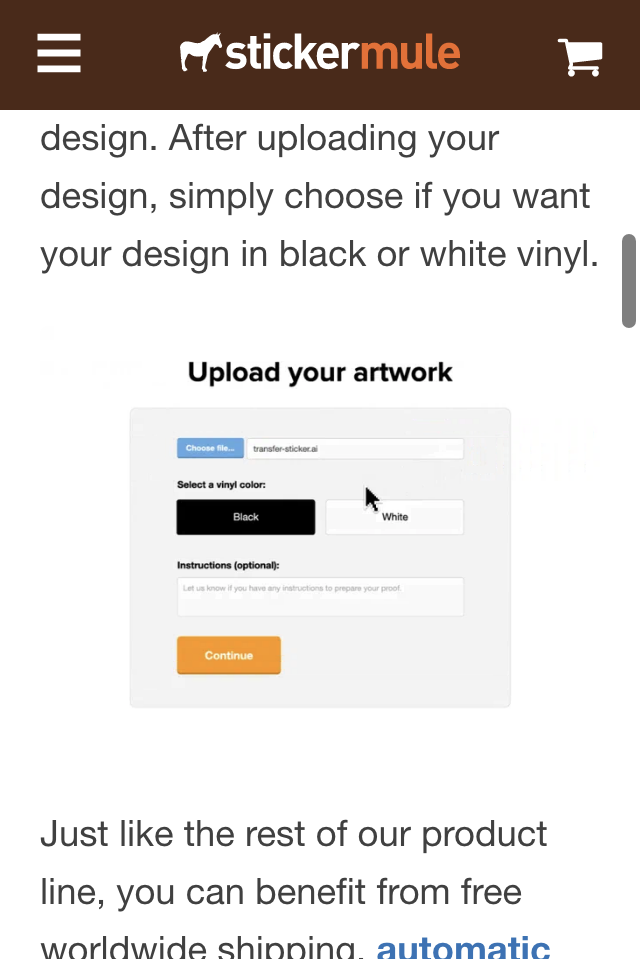 stickermule
design. After uploading your
design, simply choose if you want
your design in black or white vinyl.
Upload your artwork
Choose file... transfer-sticker.ai
Select a vinyl color:
Black White
Instructions (optional):
Let us know if you have any instructions to prepare your proof.
Continue
Just like the rest of our product
line, you can benefit from free
worldwide shipping, automatic